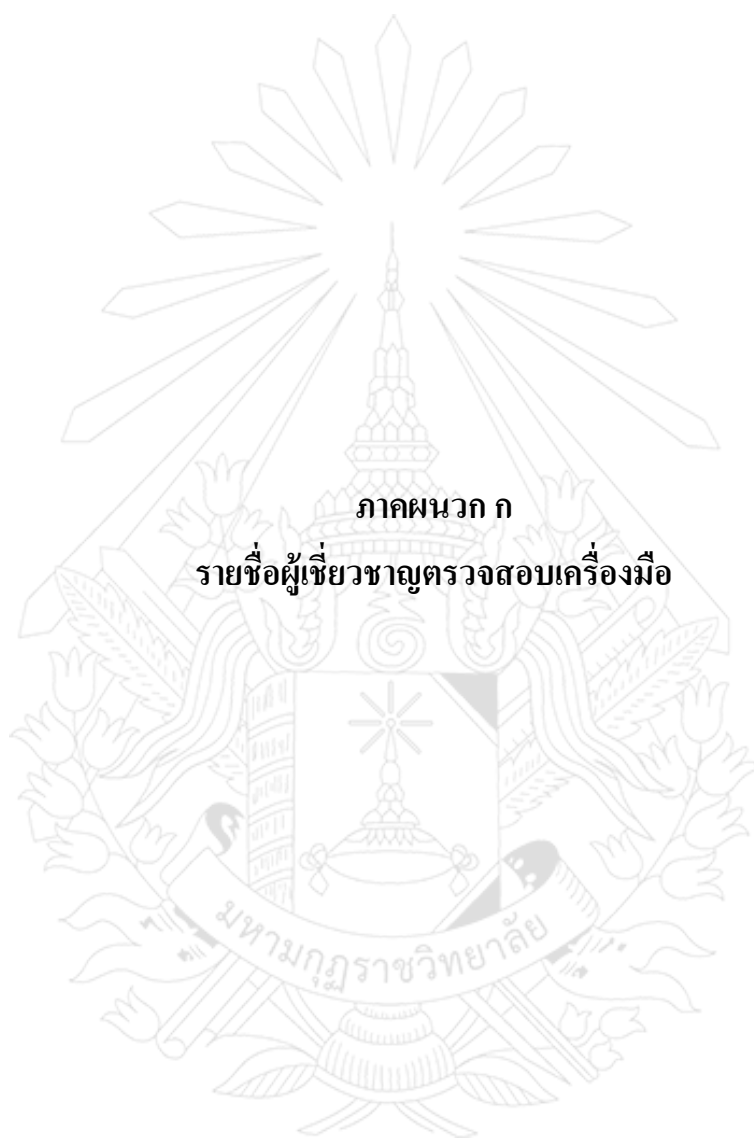 ภาคผนวก ก
รายชื่อผู้เชี่ยวชาญตรวจสอบเครื่องมือ
มหามกุฏราชวิทยาลัย